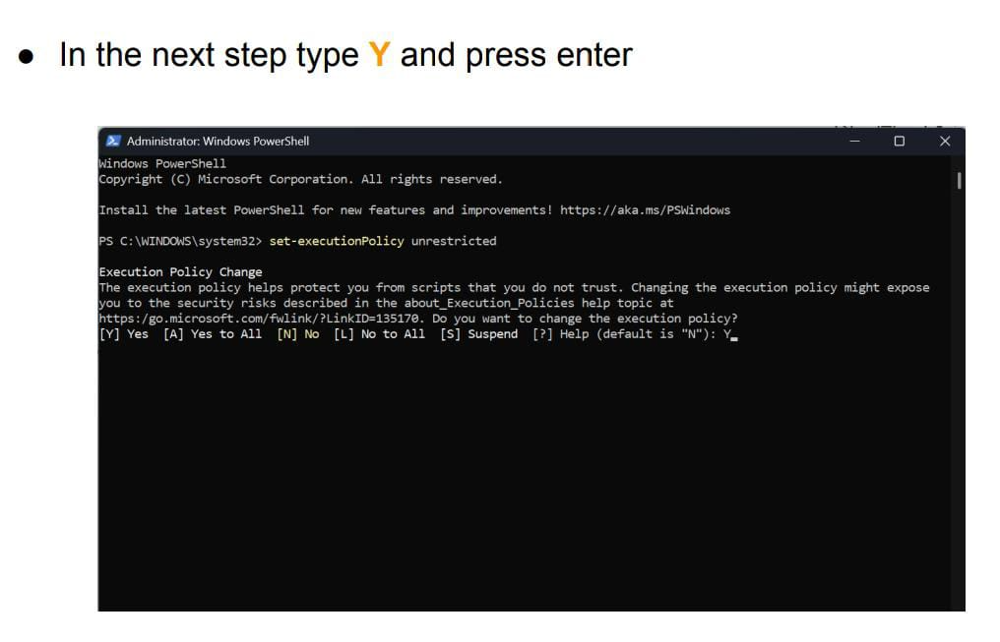 ● In the next step type Y and press enter
Administrator: Windows PowerShell
Windows PowerShell
Copyright (C) Microsoft Corporation. All rights reserved.
Install the latest PowerShell for new features and improvements! https://aka.ms/PSWindows
PS C:\WINDOWS\system32> set-executionPolicy unrestricted
Execution Policy Change
The execution policy helps protect you from scripts that you do not trust. Changing the execution policy might expose
you to the security risks described in the about_Execution_Policies help topic at
https:/go.microsoft.com/fwlink/?LinkID=135170. Do you want to change the execution policy?
[Y] Yes  [A] Yes to All  [N] No  [L] No to All  [S] Suspend  [?] Help (default is "N"): Y